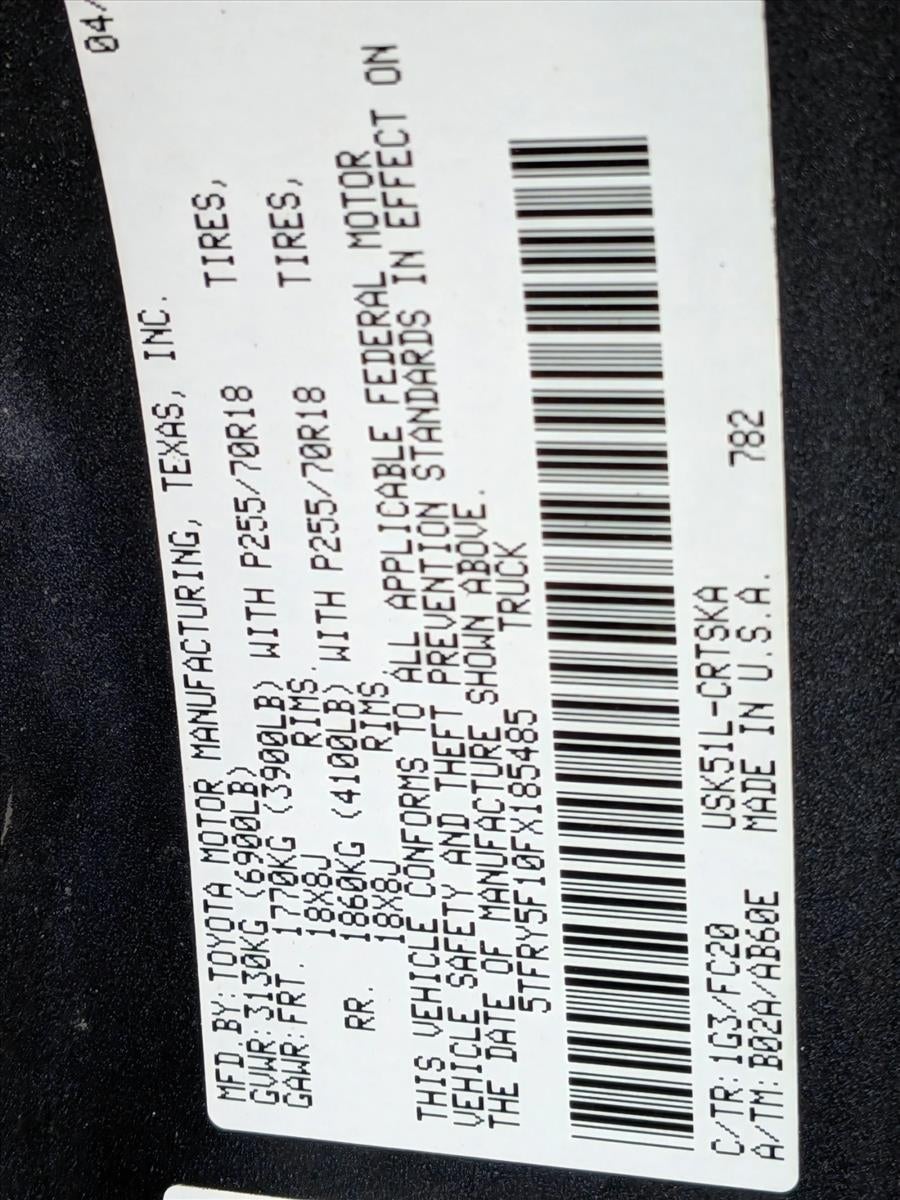 MFD BY: TOYOTA MOTOR MANUFACTURING, TEXAS, INC. 04/
GVWR: 3130KG (6900LB)
GAWR: FRT. 1770KG (3900LB) WITH P255/70R18 TIRES,
18X8J RIMS.
RR. 1860KG (4100LB) WITH P255/70R18 TIRES,
18X8J RIMS
THIS VEHICLE CONFORMS TO ALL APPLICABLE FEDERAL MOTOR
VEHICLE SAFETY AND THEFT PREVENTION STANDARDS IN EFFECT ON
THE DATE OF MANUFACTURE SHOWN ABOVE.
5TFRY5F10FX185485 TRUCK
C/TR: 1G3/FC20 USK51L-CRTSKA 782
A/TM: B02A/AB60E MADE IN U.S.A.